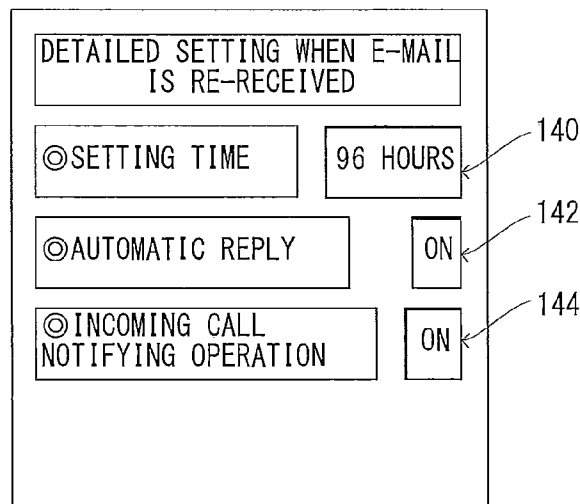 DETAILED SETTING WHEN E-MAIL
IS RE-RECEIVED
◎SETTING TIME
96 HOURS
140
◎AUTOMATIC REPLY
ON
142
◎INCOMING CALL
NOTIFYING OPERATION
ON
144